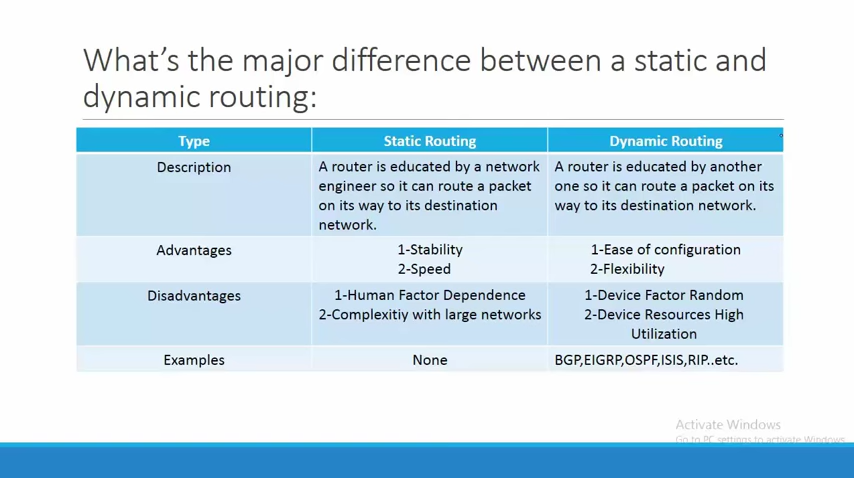 What's the major difference between a static and
dynamic routing:
Type
Static Routing
Dynamic Routing
Description
A router is educated by a network
engineer so it can route a packet
on its way to its destination
network.
A router is educated by another
one so it can route a packet on its
way to its destination network.
Advantages
1-Stability
2-Speed
1-Ease of configuration
2-Flexibility
Disadvantages
1-Human Factor Dependence
2-Complexitiy with large networks
1-Device Factor Random
2-Device Resources High
Utilization
Examples
None
BGP,EIGRP,OSPF,ISIS,RIP..etc.
Activate Windows
Go to PC settings to activate Windows.